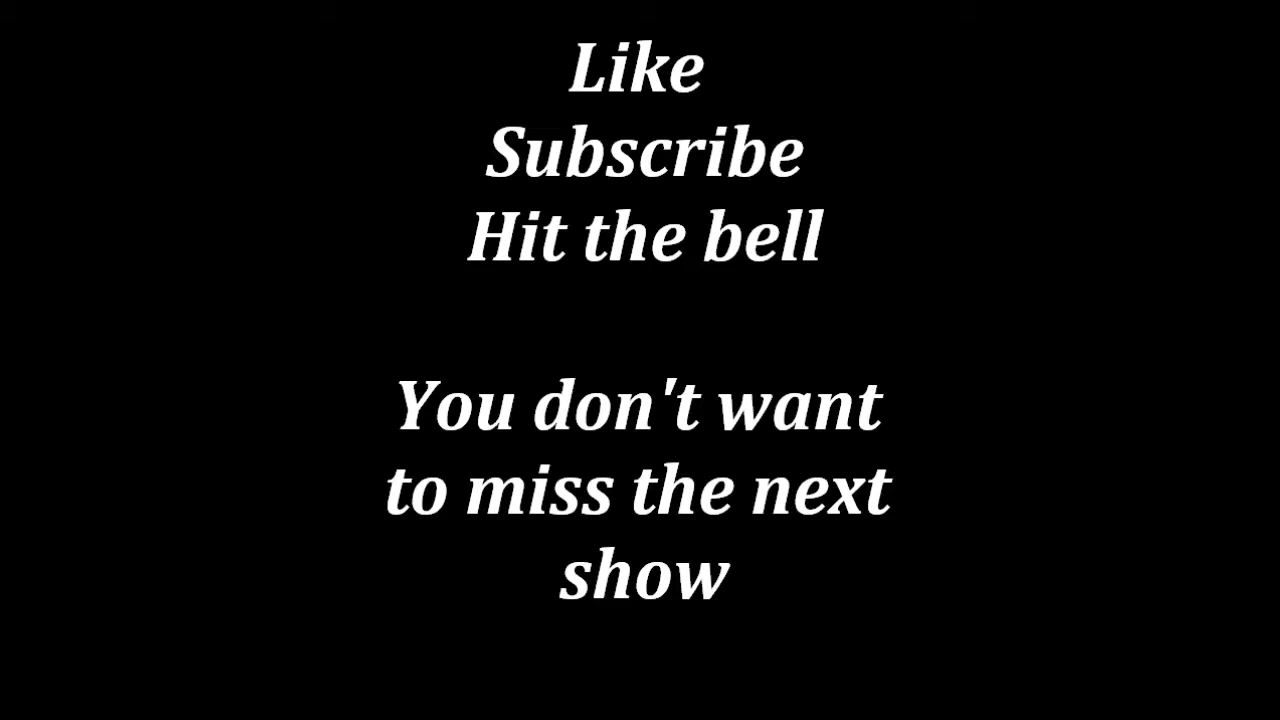 Like
Subscribe
Hit the bell
You don't want
to miss the next
show